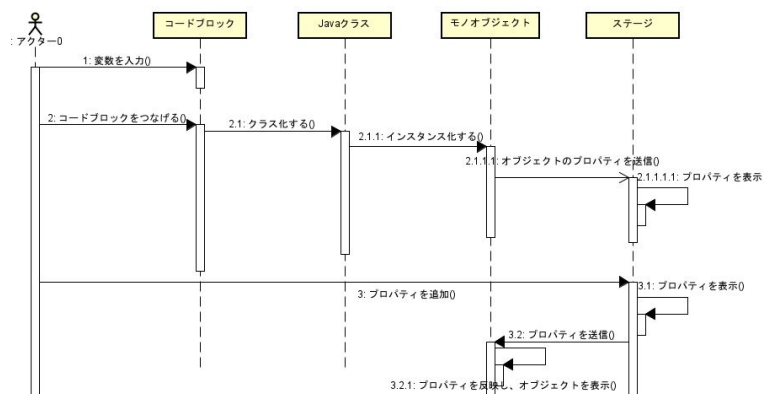 コードブロック
Javaクラス
モノオブジェクト
ステージ
: アクター0
1: 変数を入力()
2: コードブロックをつなげる()
2.1: クラス化する()
2.1.1: インスタンス化する()
2.1.1.1: オブジェクトのプロパティを送信()
2.1.1.1.1: プロパティを表示
3: プロパティを追加()
3.1: プロパティを表示()
3.2: プロパティを送信()
3.2.1: プロパティを反映し、オブジェクトを表示()